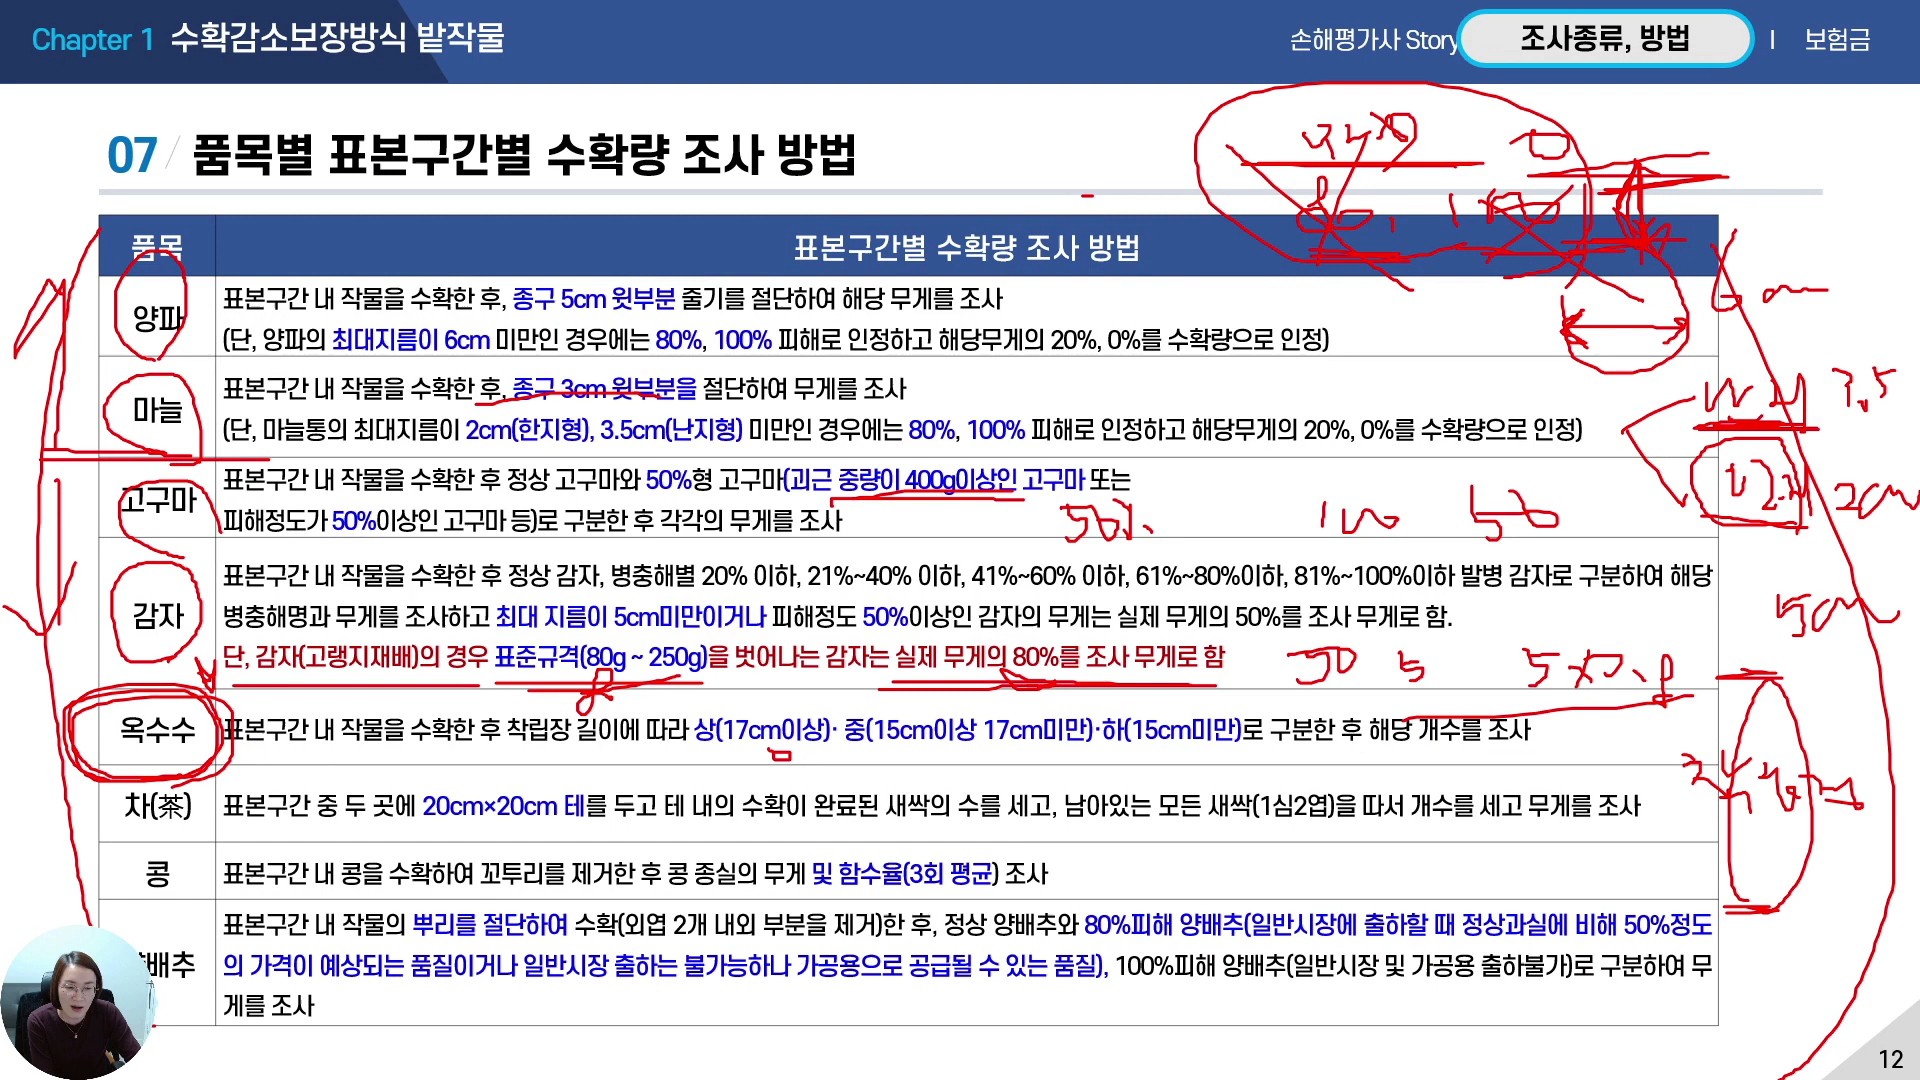 Chapter 1 수확감소보장방식 밭작물
손해평가사 Story
조사종류, 방법
보험금
07 품목별 표본구간별 수확량 조사 방법
품목 표본구간별 수확량 조사 방법
양파
표본구간 내 작물을 수확한 후, 종구 5cm 윗부분 줄기를 절단하여 해당 무게를 조사
(단, 양파의 최대지름이 6cm 미만인 경우에는 80%, 100% 피해로 인정하고 해당무게의 20%, 0%를 수확량으로 인정)
마늘
표본구간 내 작물을 수확한 후, 종구 3cm 윗부분을 절단하여 무게를 조사
(단, 마늘통의 최대지름이 2cm(한지형), 3.5cm(난지형) 미만인 경우에는 80%, 100% 피해로 인정하고 해당무게의 20%, 0%를 수확량으로 인정)
고구마
표본구간 내 작물을 수확한 후 정상 고구마와 50%형 고구마(괴근 중량이 400g이상인 고구마 또는
피해정도가 50%이상인 고구마 등)로 구분한 후 각각의 무게를 조사
감자
표본구간 내 작물을 수확한 후 정상 감자, 병충해별 20% 이하, 21%~40% 이하, 41%~60% 이하, 61%~80%이하, 81%~100%이하 발병 감자로 구분하여 해당
병충해명과 무게를 조사하고 최대 지름이 5cm미만이거나 피해정도 50%이상인 감자의 무게는 실제 무게의 50%를 조사 무게로 함.
단, 감자(고랭지재배)의 경우 표준규격(80g ~ 250g)을 벗어나는 감자는 실제 무게의 80%를 조사 무게로 함
옥수수
표본구간 내 작물을 수확한 후 착립장 길이에 따라 상(17cm이상)· 중(15cm이상 17cm미만)·하(15cm미만)로 구분한 후 해당 개수를 조사
차(茶)
표본구간 중 두 곳에 20cm×20cm 테를 두고 테 내의 수확이 완료된 새싹의 수를 세고, 남아있는 모든 새싹(1심2엽)을 따서 개수를 세고 무게를 조사
콩
표본구간 내 콩을 수확하여 꼬투리를 제거한 후 콩 종실의 무게 및 함수율(3회 평균) 조사
배추
표본구간 내 작물의 뿌리를 절단하여 수확(외엽 2개 내외 부분을 제거)한 후, 정상 양배추와 80%피해 양배추(일반시장에 출하할 때 정상과실에 비해 50%정도
의 가격이 예상되는 품질이거나 일반시장 출하는 불가능하나 가공용으로 공급될 수 있는 품질), 100%피해 양배추(일반시장 및 가공용 출하불가)로 구분하여 무
게를 조사
6 cm
3.5
2cm
50%
100
50
5cm
12